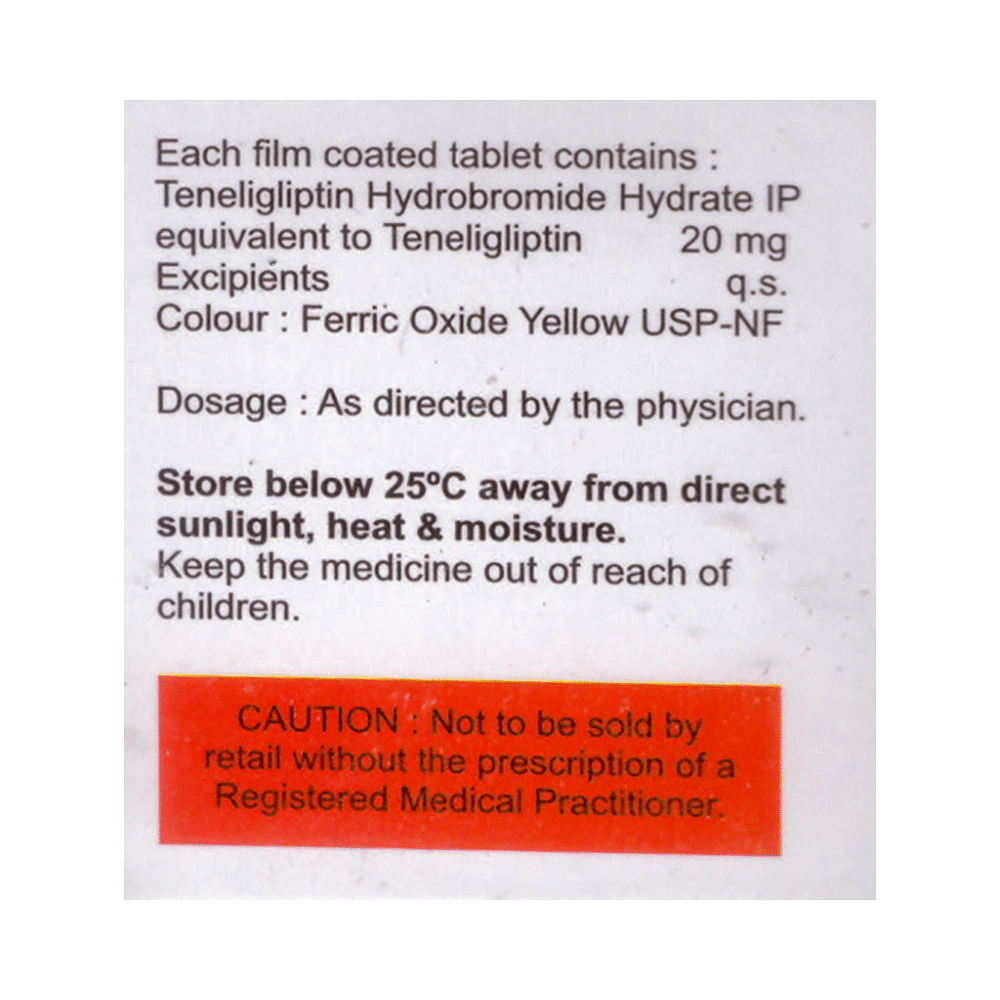 Each film coated tablet contains :
Teneligliptin Hydrobromide Hydrate IP
equivalent to Teneligliptin 20 mg
Excipients q.s.
Colour : Ferric Oxide Yellow USP-NF
Dosage : As directed by the physician.
Store below 25ºC away from direct
sunlight, heat & moisture.
Keep the medicine out of reach of
children.
CAUTION : Not to be sold by
retail without the prescription of a
Registered Medical Practitioner.